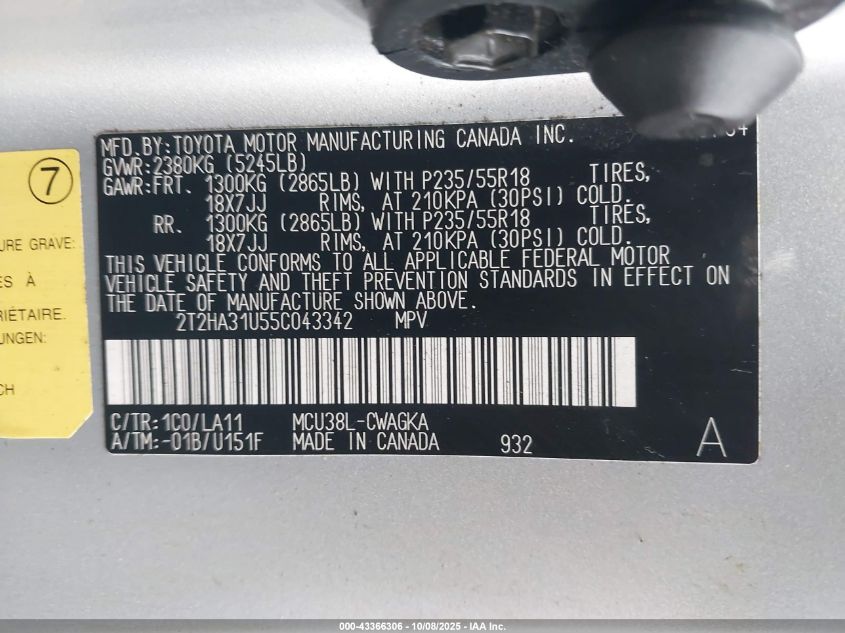 04
MFD.BY:TOYOTA MOTOR MANUFACTURING CANADA INC.
GVWR:2380KG (5245LB)
GAWR:FRT. 1300KG (2865LB) WITH P235/55R18 TIRES,
18X7JJ RIMS, AT 210KPA (30PSI) COLD.
RR. 1300KG (2865LB) WITH P235/55R18 TIRES,
18X7JJ RIMS, AT 210KPA (30PSI) COLD.
THIS VEHICLE CONFORMS TO ALL APPLICABLE FEDERAL MOTOR
VEHICLE SAFETY AND THEFT PREVENTION STANDARDS IN EFFECT ON
THE DATE OF MANUFACTURE SHOWN ABOVE.
2T2HA31U55C043342 MPV
C/TR:1C0/LA11 MCU38L-CWAGKA
A/TM:-01B/U151F MADE IN CANADA 932 A
7
URE GRAVE:
ES À
RIÉTAIRE.
UNGEN:
CH
000-43366306 - 10/08/2025 - IAA Inc.